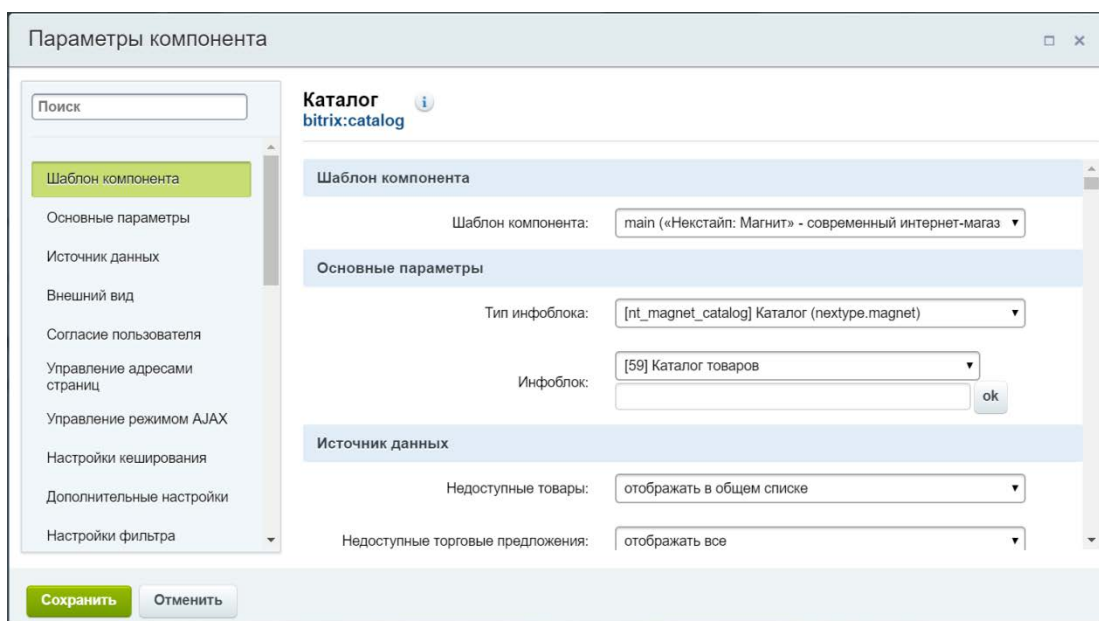 Параметры компонента
Поиск
Шаблон компонента
Основные параметры
Источник данных
Внешний вид
Согласие пользователя
Управление адресами
страниц
Управление режимом AJAX
Настройки кеширования
Дополнительные настройки
Настройки фильтра
Каталог
bitrix:catalog
Шаблон компонента
Шаблон компонента: main («Некстайп: Магнит» - современный интернет-магаз
Основные параметры
Тип инфоблока: [nt_magnet_catalog] Каталог (nextype.magnet)
Инфоблок: [59] Каталог товаров
ok
Источник данных
Недоступные товары: отображать в общем списке
Недоступные торговые предложения: отображать все
Сохранить Отменить